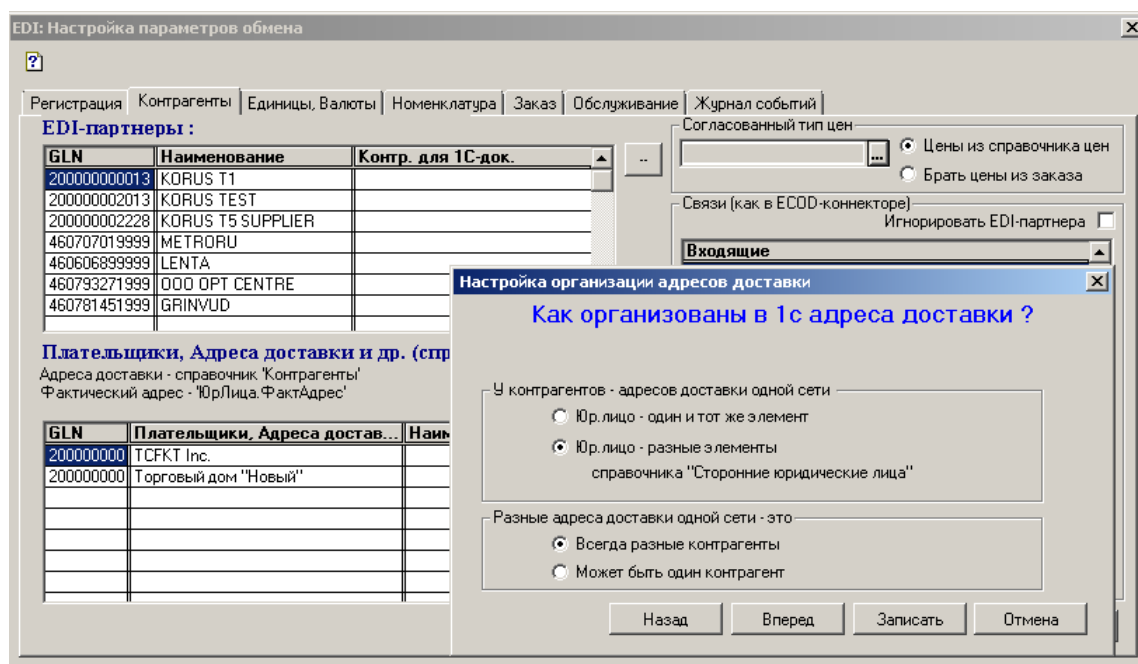 EDI: Настройка параметров обмена
Регистрация Контрагенты Единицы, Валюты Номенклатура Заказ Обслуживание Журнал событий
EDI-партнеры :
GLN Наименование Контр. для 1С-док.
200000000013 KORUS T1
200000002013 KORUS TEST
200000002228 KORUS T5 SUPPLIER
460707019999 METRORU
460606899999 LENTA
460793271999 ООО OPT CENTRE
460781451999 GRINVUD
..
Согласованный тип цен
...
Цены из справочника цен
Брать цены из заказа
Связи (как в ECOD-коннекторе)
Игнорировать EDI-партнера
Входящие
Плательщики, Адреса доставки и др. (спр
Адреса доставки - справочник 'Контрагенты'
Фактический адрес - 'ЮрЛица.ФактАдрес'
GLN Плательщики, Адреса достав... Наим
200000000 TCFKT Inc.
200000000 Торговый дом "Новый"
Настройка организации адресов доставки
Как организованы в 1с адреса доставки ?
У контрагентов - адресов доставки одной сети
Юр.лицо - один и тот же элемент
Юр.лицо - разные элементы
справочника "Сторонние юридические лица"
Разные адреса доставки одной сети - это
Всегда разные контрагенты
Может быть один контрагент
Назад Вперед Записать Отмена